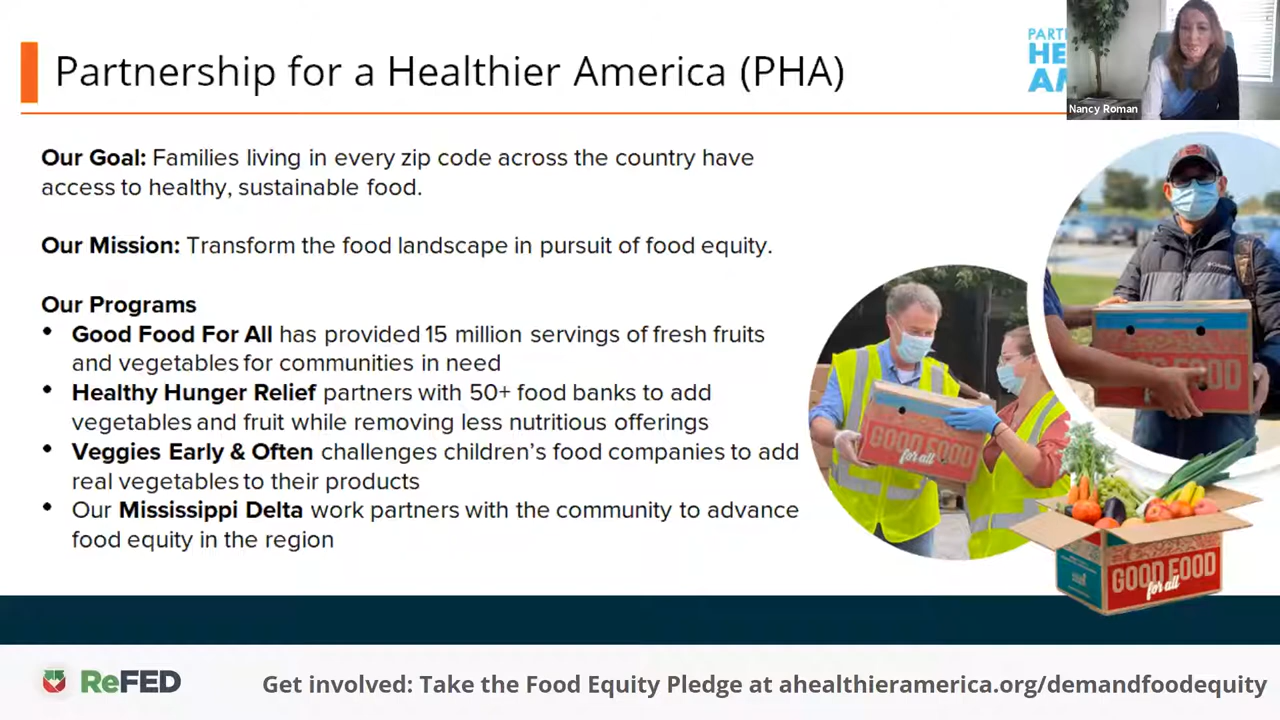 Partnership for a Healthier America (PHA)
PART
HE
AM
Nancy Roman
Our Goal: Families living in every zip code across the country have
access to healthy, sustainable food.
Our Mission: Transform the food landscape in pursuit of food equity.
Our Programs
• Good Food For All has provided 15 million servings of fresh fruits
and vegetables for communities in need
• Healthy Hunger Relief partners with 50+ food banks to add
vegetables and fruit while removing less nutritious offerings
• Veggies Early & Often challenges children's food companies to add
real vegetables to their products
• Our Mississippi Delta work partners with the community to advance
food equity in the region
GOOD FOOD
for all
GOOD FOOD
for all
ReFED
Get involved: Take the Food Equity Pledge at ahealthieramerica.org/demandfoodequity